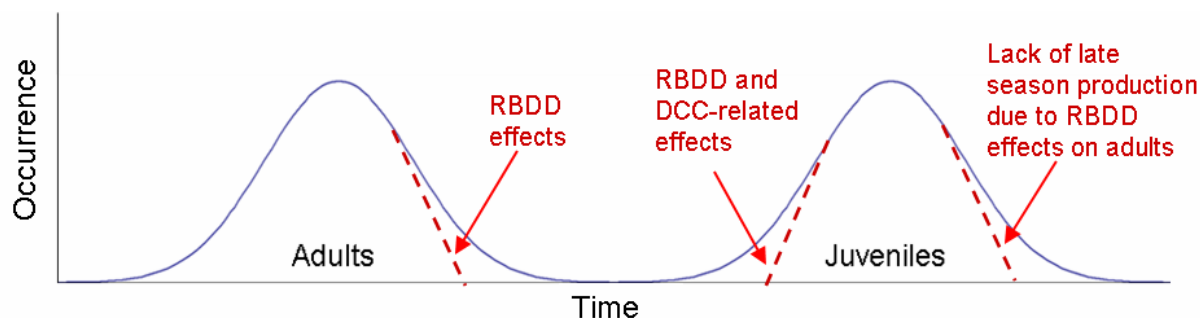 Occurrence
RBDD
effects
Adults
RBDD and
DCC-related
effects
Lack of late
season production
due to RBDD
effects on adults
Juveniles
Time